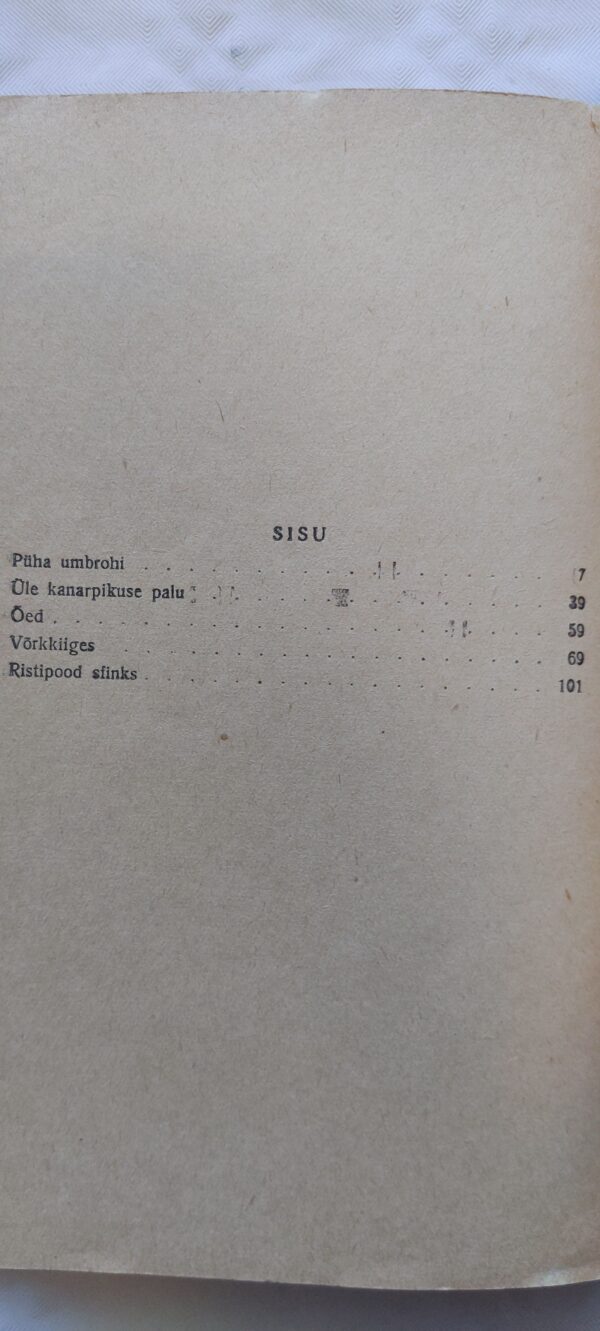 SISU
Püha umbrohi . . . . . . . . . . . . . . 7
Üle kanarpikuse palu . . . . . . . . . . . 39
Õed . . . . . . . . . . . . . . . . . . 59
Võrkkiiges . . . . . . . . . . . . . . . 69
Ristipood sfinks . . . . . . . . . . . . . 101